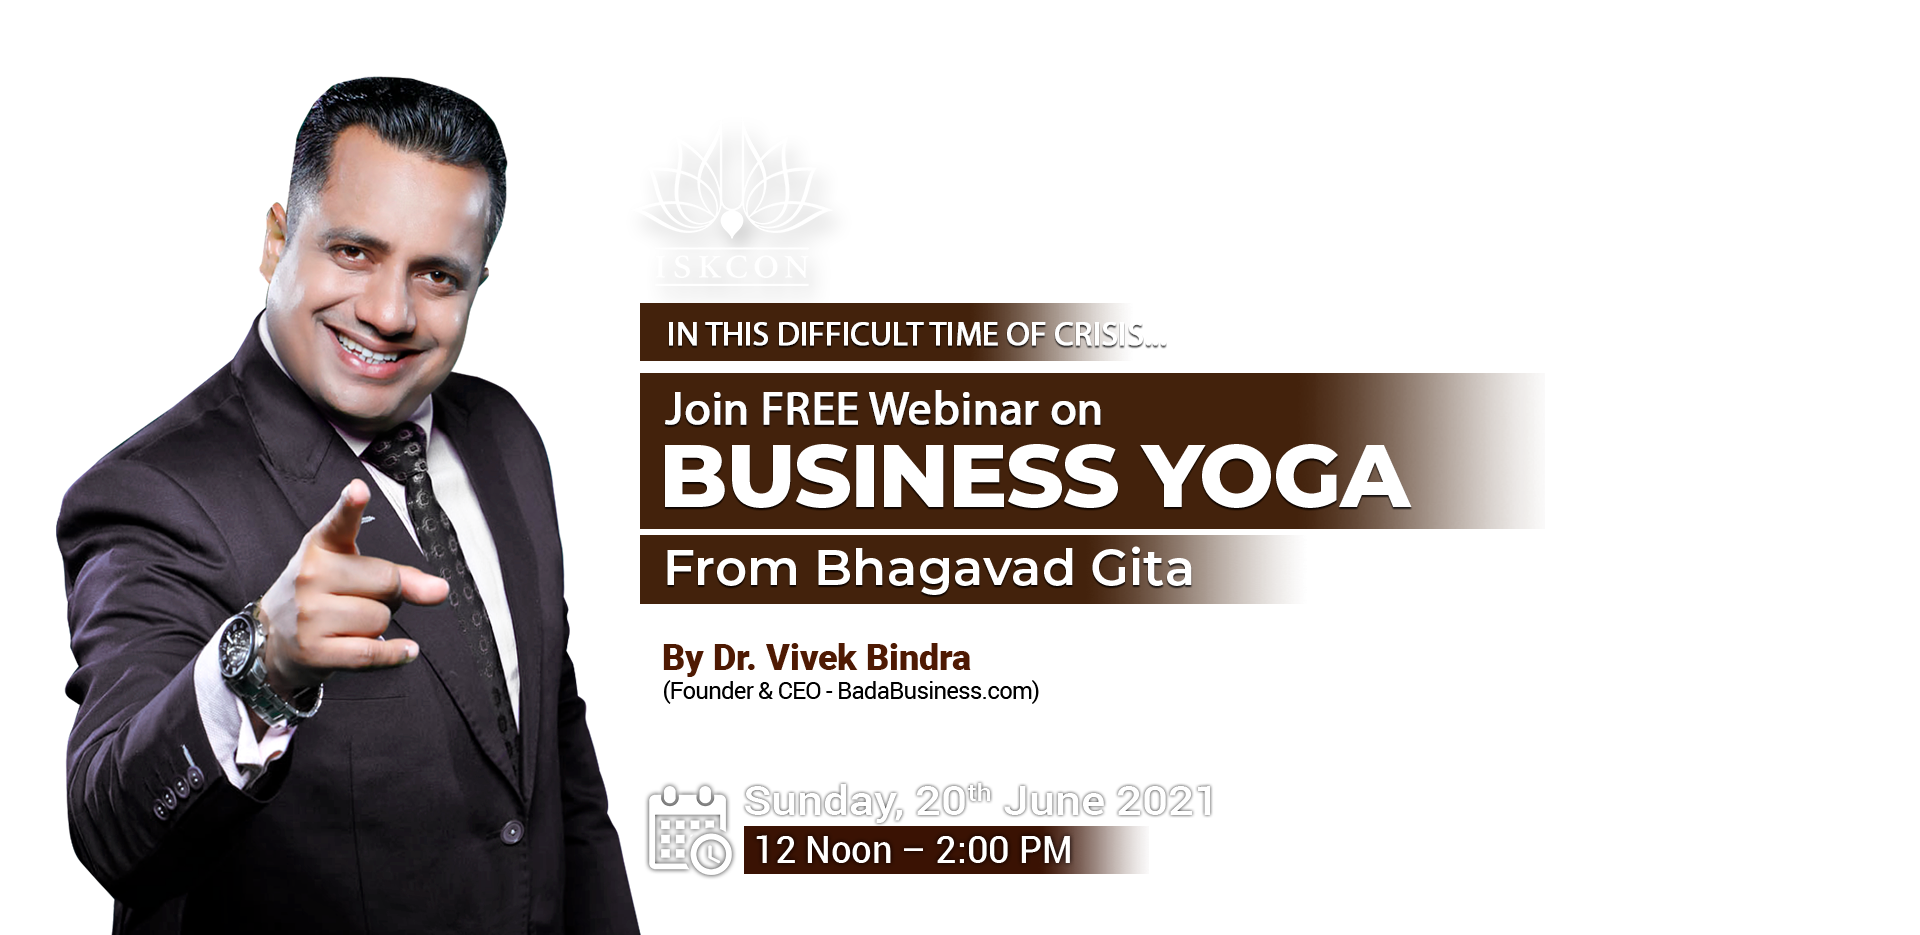 ISKCON
IN THIS DIFFICULT TIME OF CRISIS...
Join FREE Webinar on
BUSINESS YOGA
From Bhagavad Gita
By Dr. Vivek Bindra
(Founder & CEO - BadaBusiness.com)
Sunday, 20th June 2021
12 Noon – 2:00 PM